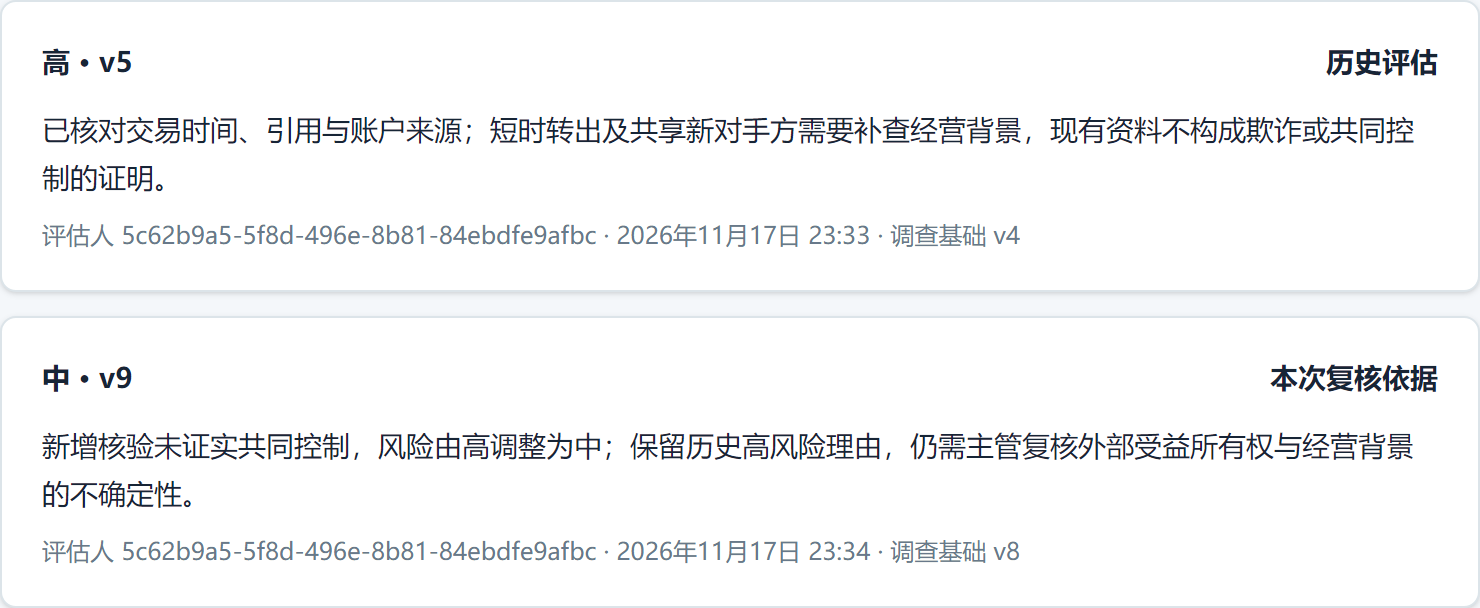 高 • v5
历史评估
已核对交易时间、引用与账户来源；短时转出及共享新对手方需要补查经营背景，现有资料不构成欺诈或共同控
制的证明。
评估人 5c62b9a5-5f8d-496e-8b81-84ebdfe9afbc · 2026年11月17日 23:33 · 调查基础 v4
中 • v9
本次复核依据
新增核验未证实共同控制，风险由高调整为中；保留历史高风险理由，仍需主管复核外部受益所有权与经营背景
的不确定性。
评估人 5c62b9a5-5f8d-496e-8b81-84ebdfe9afbc · 2026年11月17日 23:34 · 调查基础 v8